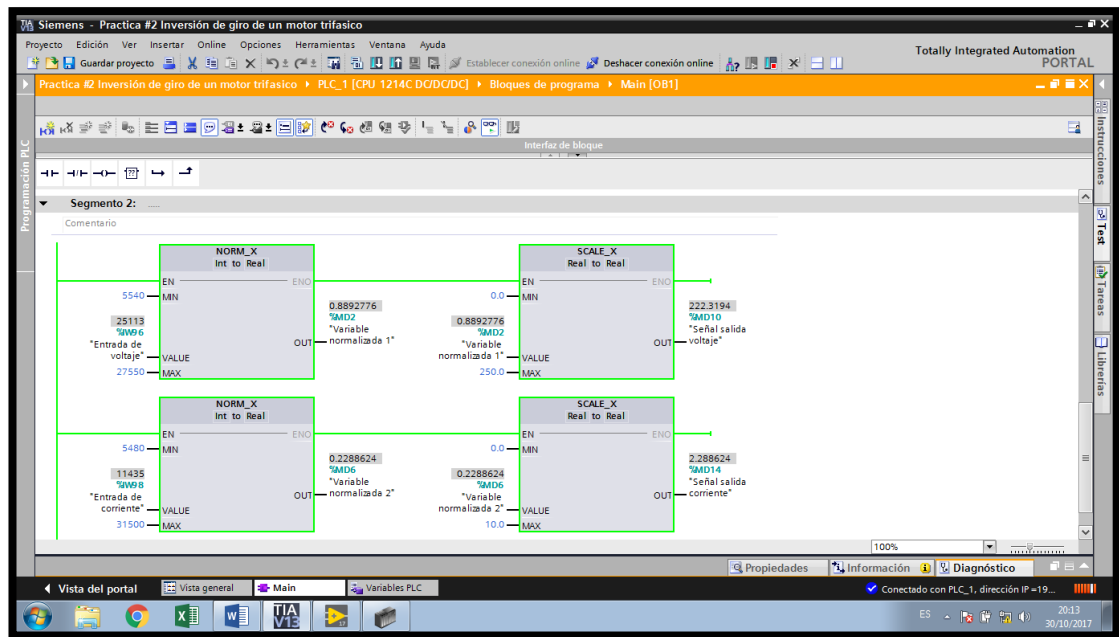 Siemens - Practica #2 Inversión de giro de un motor trifasico
Proyecto Edición Ver Insertar Online Opciones Herramientas Ventana Ayuda
Guardar proyecto Establecer conexión online Deshacer conexión online
Totally Integrated Automation
PORTAL
Practica #2 Inversión de giro de un motor trifasico PLC_1 [CPU 1214C DC/DC/DC] Bloques de programa Main [OB1]
Interfaz de bloque
Programación PLC
Instrucciones
Test
Tareas
Librerías
Segmento 2:
Comentario
NORM_X
Int to Real
EN ENO
5540 MIN
25113
%IW96
"Entrada de
voltaje" VALUE
27550 MAX
OUT
0.8892776
%MD2
"Variable
normalizada 1"
SCALE_X
Real to Real
EN ENO
0.0 MIN
0.8892776
%MD2
"Variable
normalizada 1" VALUE
250.0 MAX
OUT
222.3194
%MD10
"Señal salida
voltaje"
NORM_X
Int to Real
EN ENO
5480 MIN
11435
%IW98
"Entrada de
corriente" VALUE
31500 MAX
OUT
0.2288624
%MD6
"Variable
normalizada 2"
SCALE_X
Real to Real
EN ENO
0.0 MIN
0.2288624
%MD6
"Variable
normalizada 2" VALUE
10.0 MAX
OUT
2.288624
%MD14
"Señal salida
corriente"
100%
Propiedades Información Diagnóstico
Vista del portal Vista general Main Variables PLC
Conectado con PLC_1, dirección IP =19...
TIA
V13
17
ES
20:13
30/10/2017